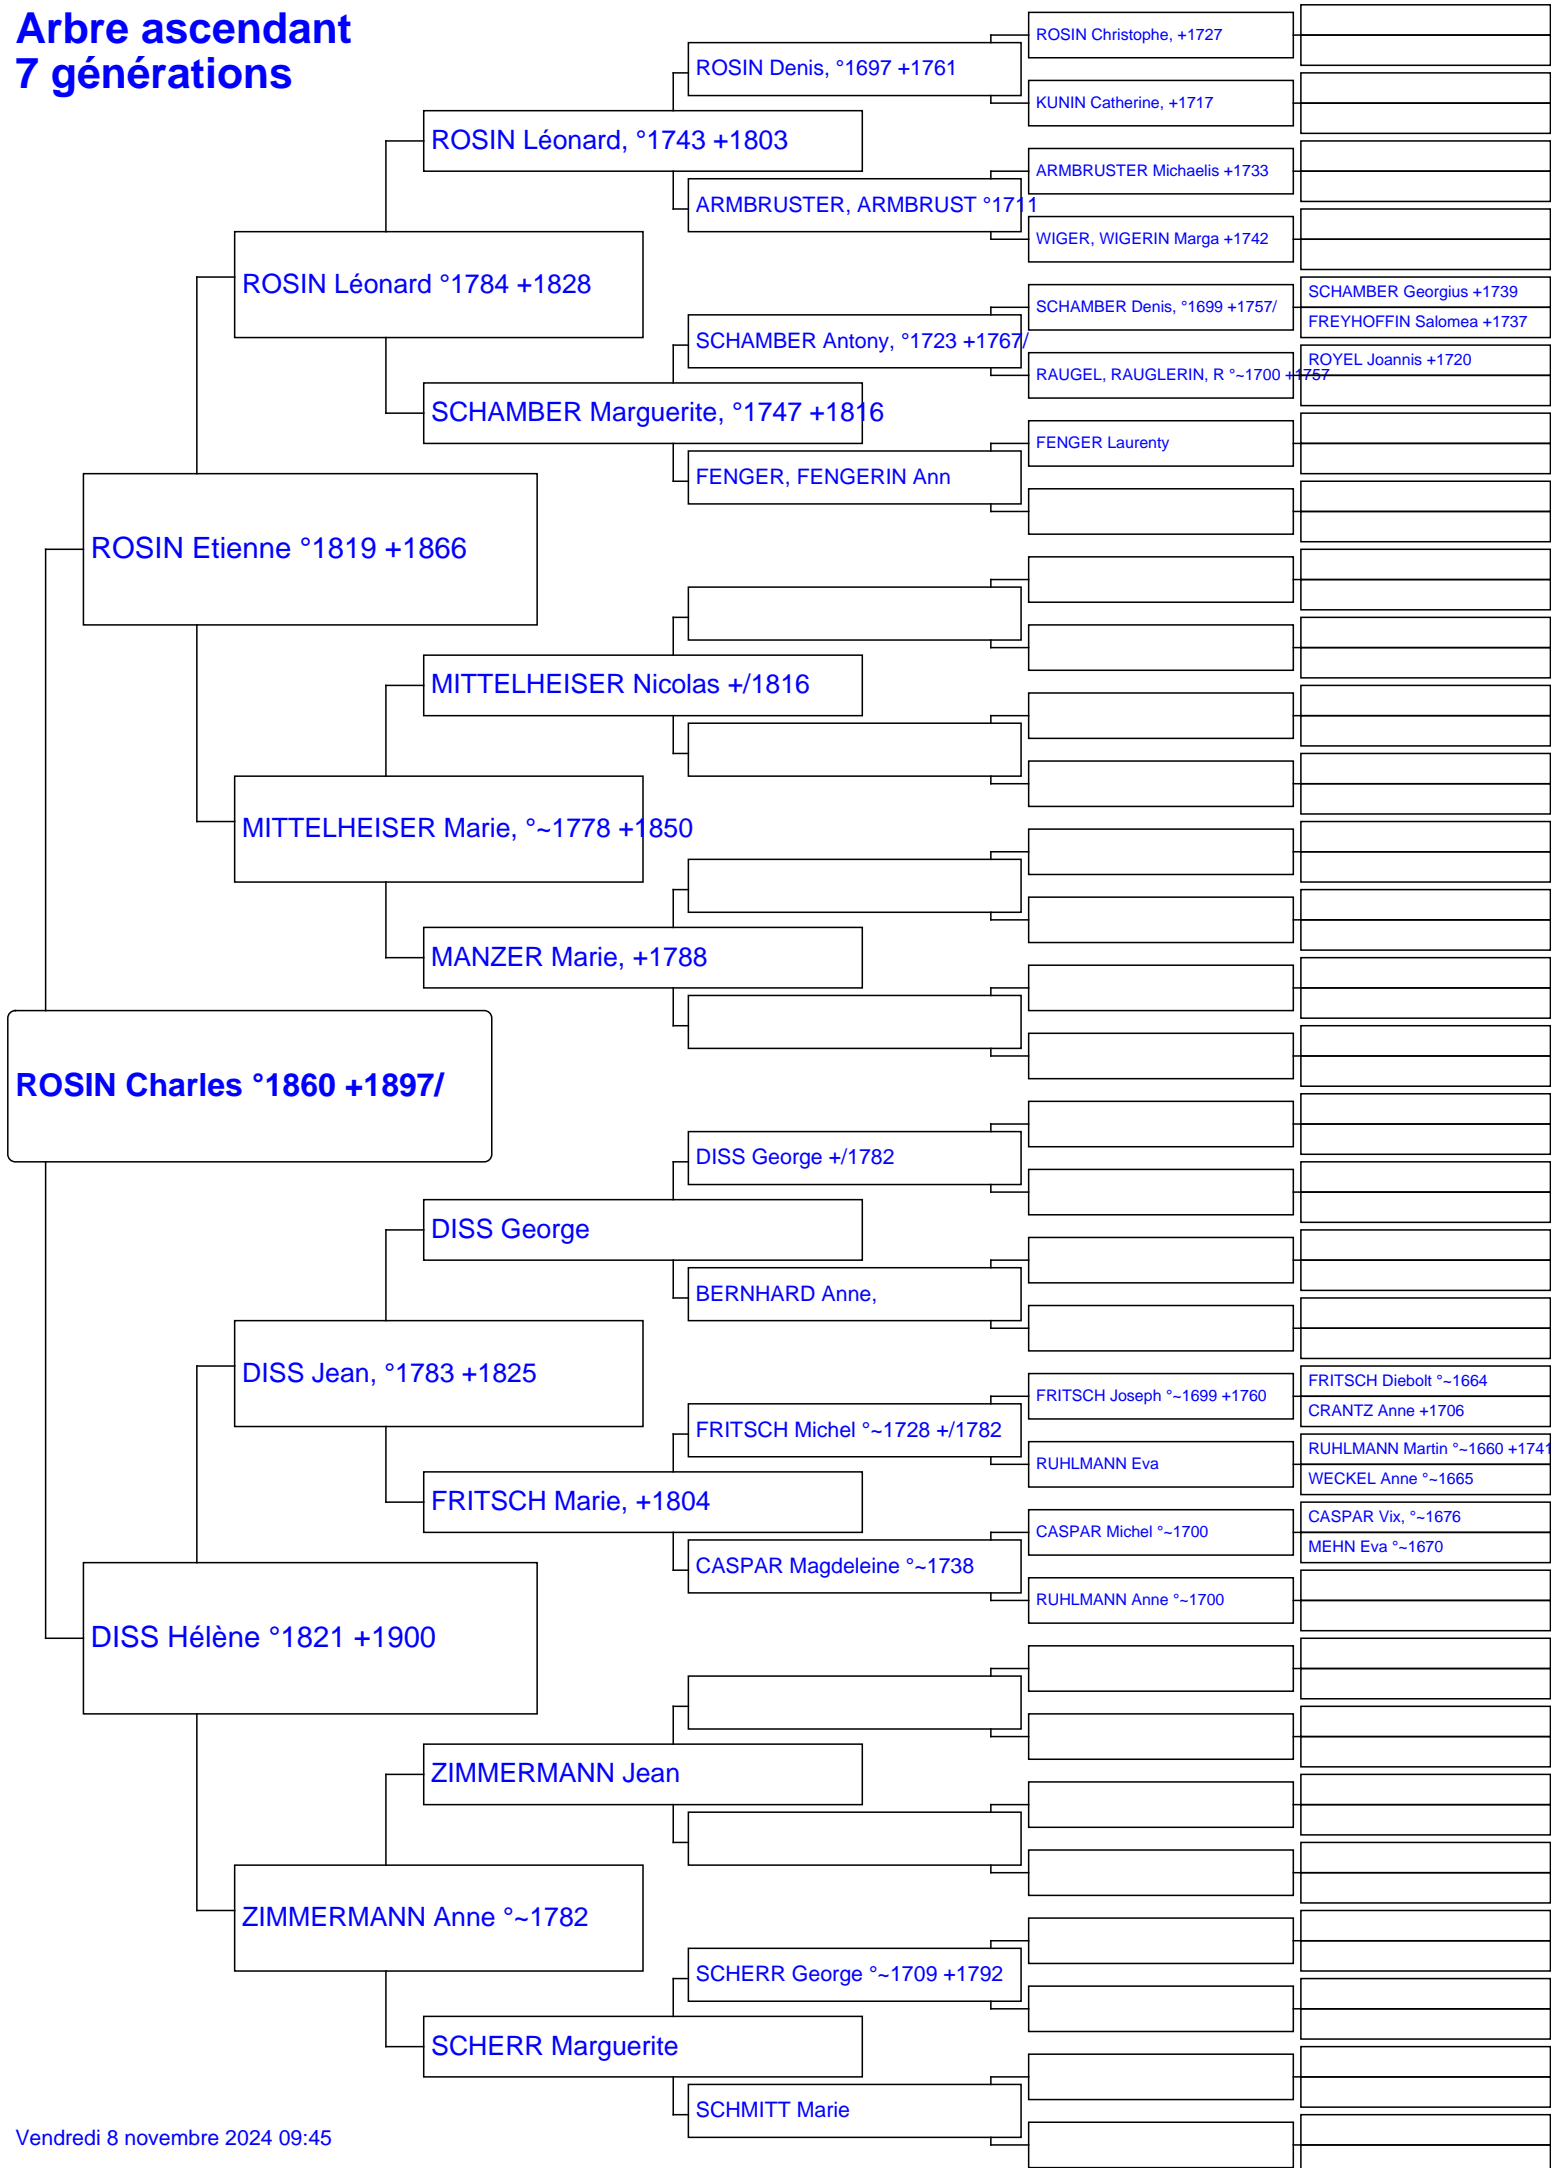 Arbre ascendant
7 générations
ROSIN Christophe, +1727
ROSIN Denis, °1697 +1761
KUNIN Catherine, +1717
ROSIN Léonard, °1743 +1803
ARMBRUSTER Michaelis +1733
ARMBRUSTER, ARMBRUST °1711
WIGER, WIGERIN Marga +1742
ROSIN Léonard °1784 +1828
SCHAMBER Georgius +1739
SCHAMBER Denis, °1699 +1757/
FREYHOFFIN Salomea +1737
SCHAMBER Antony, °1723 +1767/
ROYEL Joannis +1720
RAUGEL, RAUGLERIN, R °~1700 +1757
SCHAMBER Marguerite, °1747 +1816
FENGER Laurenty
FENGER, FENGERIN Ann
ROSIN Etienne °1819 +1866
MITTELHEISER Nicolas +/1816
MITTELHEISER Marie, °~1778 +1850
MANZER Marie, +1788
ROSIN Charles °1860 +1897/
DISS George +/1782
DISS George
BERNHARD Anne,
DISS Jean, °1783 +1825
FRITSCH Diebolt °~1664
FRITSCH Joseph °~1699 +1760
CRANTZ Anne +1706
FRITSCH Michel °~1728 +/1782
RUHLMANN Martin °~1660 +1741
RUHLMANN Eva
WECKEL Anne °~1665
FRITSCH Marie, +1804
CASPAR Vix, °~1676
CASPAR Michel °~1700
MEHN Eva °~1670
CASPAR Magdeleine °~1738
RUHLMANN Anne °~1700
DISS Hélène °1821 +1900
ZIMMERMANN Jean
ZIMMERMANN Anne °~1782
SCHERR George °~1709 +1792
SCHERR Marguerite
SCHMITT Marie
Vendredi 8 novembre 2024 09:45